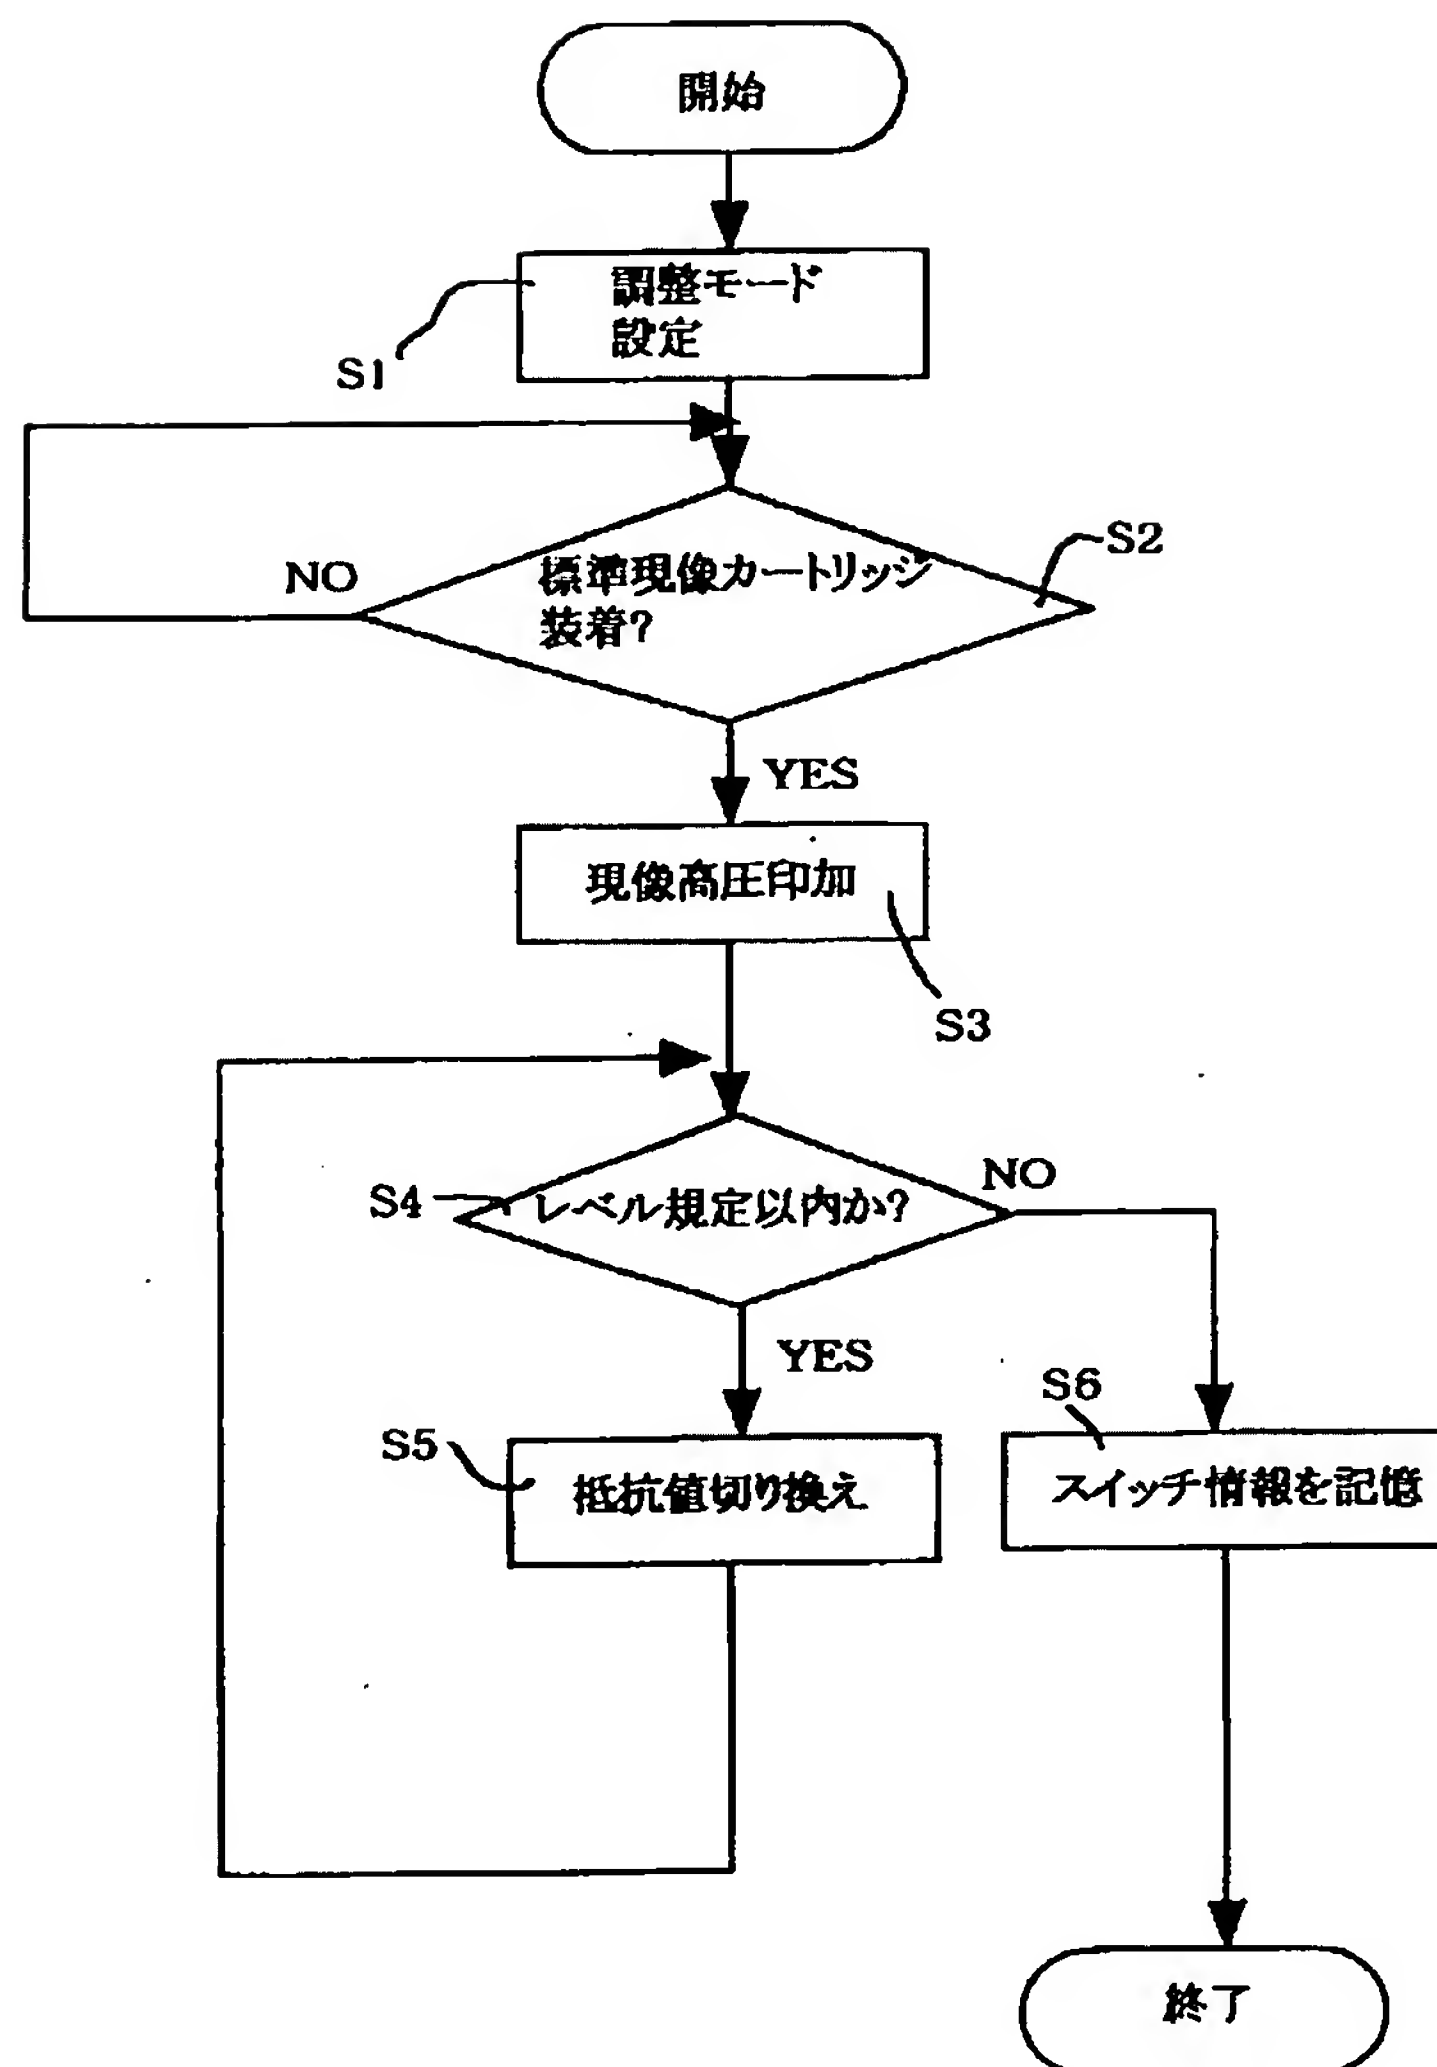 開始
調整モード
設定
S1
標準現像カートリッジ
装着?
S2
NO
YES
現像高圧印加
S3
レベル規定以内か?
S4
NO
YES
抵抗値切り換え
S5
S6
スイッチ情報を記憶
終了